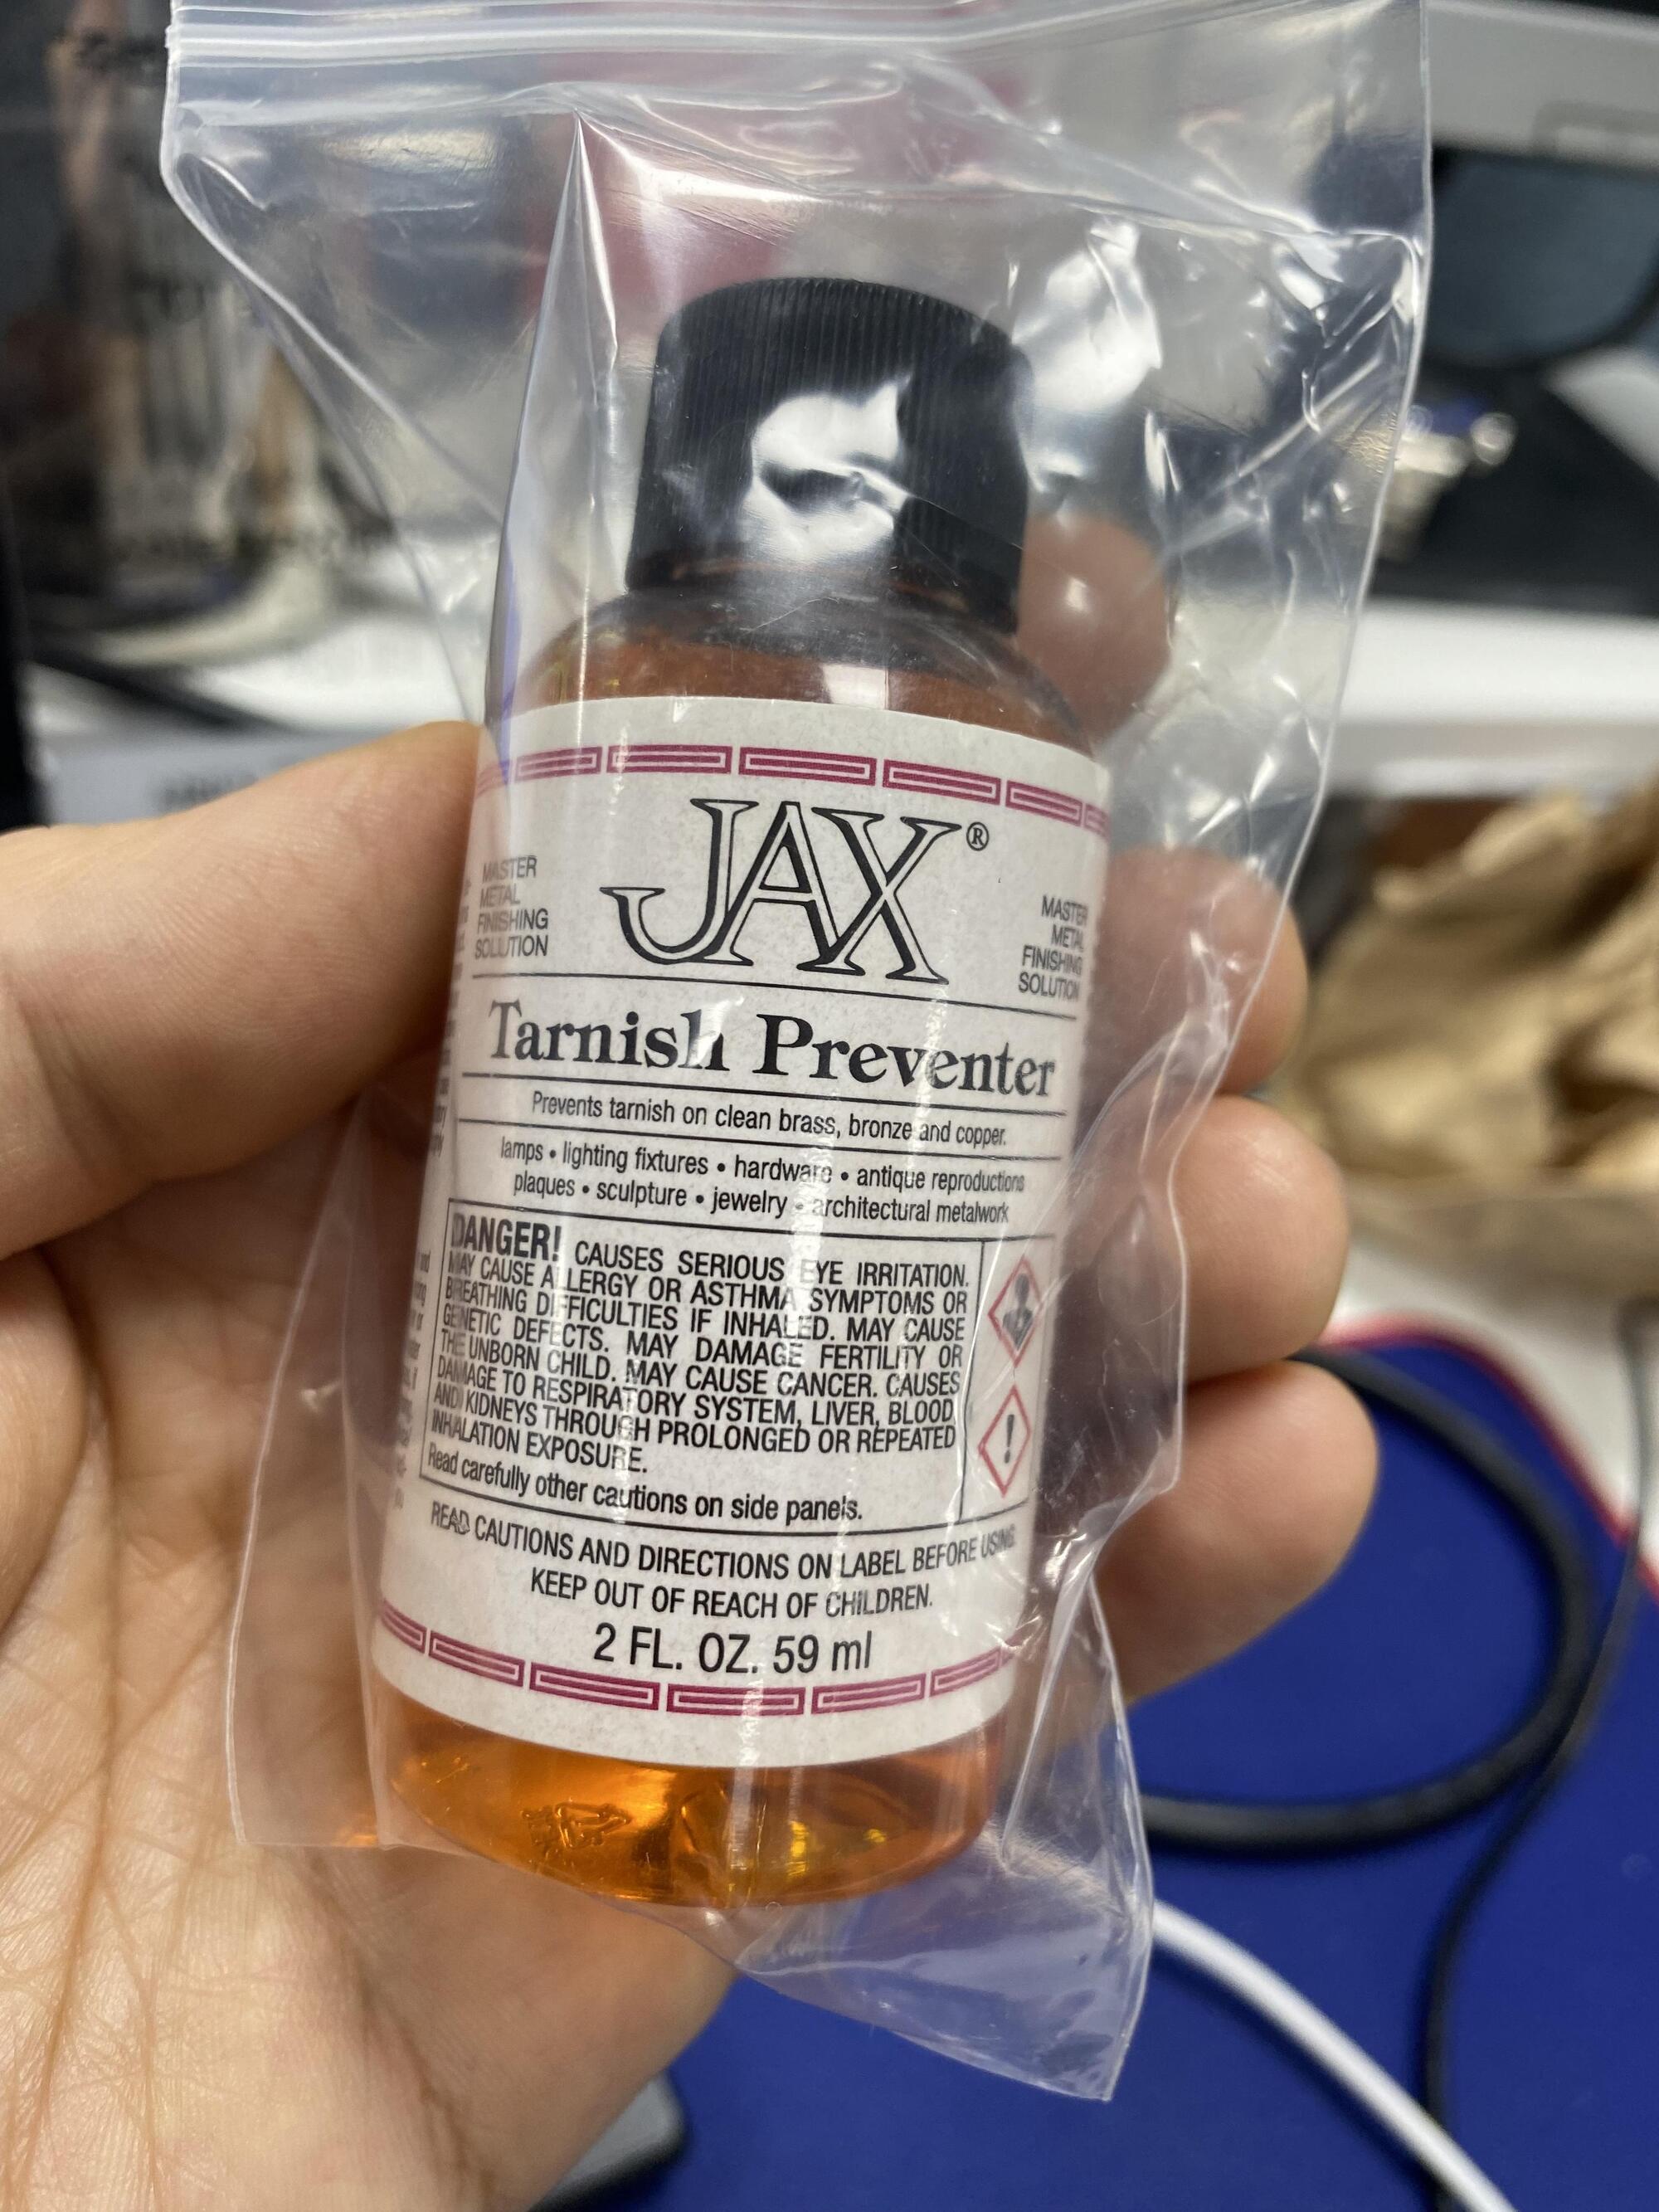 JAX®
MASTER
METAL
FINISHING
SOLUTION
MASTER
METAL
FINISHING
SOLUTION
Tarnish Preventer
Prevents tarnish on clean brass, bronze and copper.
lamps • lighting fixtures • hardware • antique reproductions
plaques • sculpture • jewelry • architectural metalwork
DANGER! CAUSES SERIOUS EYE IRRITATION.
MAY CAUSE ALLERGY OR ASTHMA SYMPTOMS OR
BREATHING DIFFICULTIES IF INHALED. MAY CAUSE
GENETIC DEFECTS. MAY DAMAGE FERTILITY OR
THE UNBORN CHILD. MAY CAUSE CANCER. CAUSES
DAMAGE TO RESPIRATORY SYSTEM, LIVER, BLOOD
AND KIDNEYS THROUGH PROLONGED OR REPEATED
INHALATION EXPOSURE.
Read carefully other cautions on side panels.
READ CAUTIONS AND DIRECTIONS ON LABEL BEFORE USING.
KEEP OUT OF REACH OF CHILDREN.
2 FL. OZ. 59 ml